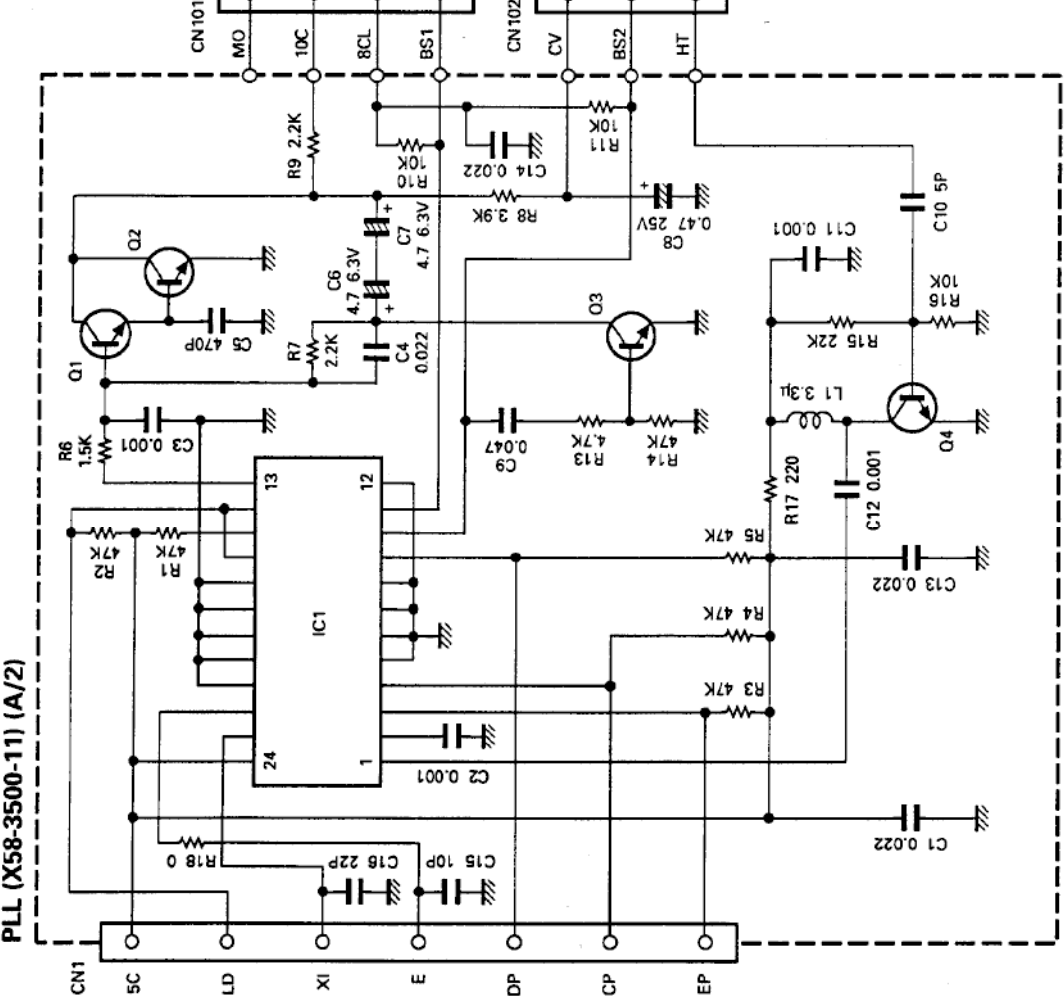 PLL (X58-3500-11) (A/2)
CN101
MO
10C
8CL
BS1
CN102
CV
BS2
HT
R9 2.2K
10K
R10
C14 0.022
10K
R11
R8 3.9K
C7
4.7 6.3V
C6
4.7 6.3V
+
+
+
0.47 25V
C8
C10 5P
C11 0.001
R16
10K
R15 22K
Q2
Q1
C5 470P
R7
2.2K
C4
0.022
Q3
L1 3.3μ
Q4
R6
1.5K
C3 0.001
C9
0.047
R13
4.7K
R14
47K
R17 220
C12 0.001
13
12
R2
47K
R1
47K
IC1
R5 47K
C13 0.022
R4 47K
R3 47K
24
1
C2 0.001
R18 0
C16 22P
C15 10P
C1 0.022
CN1
5C
LD
XI
E
DP
CP
EP